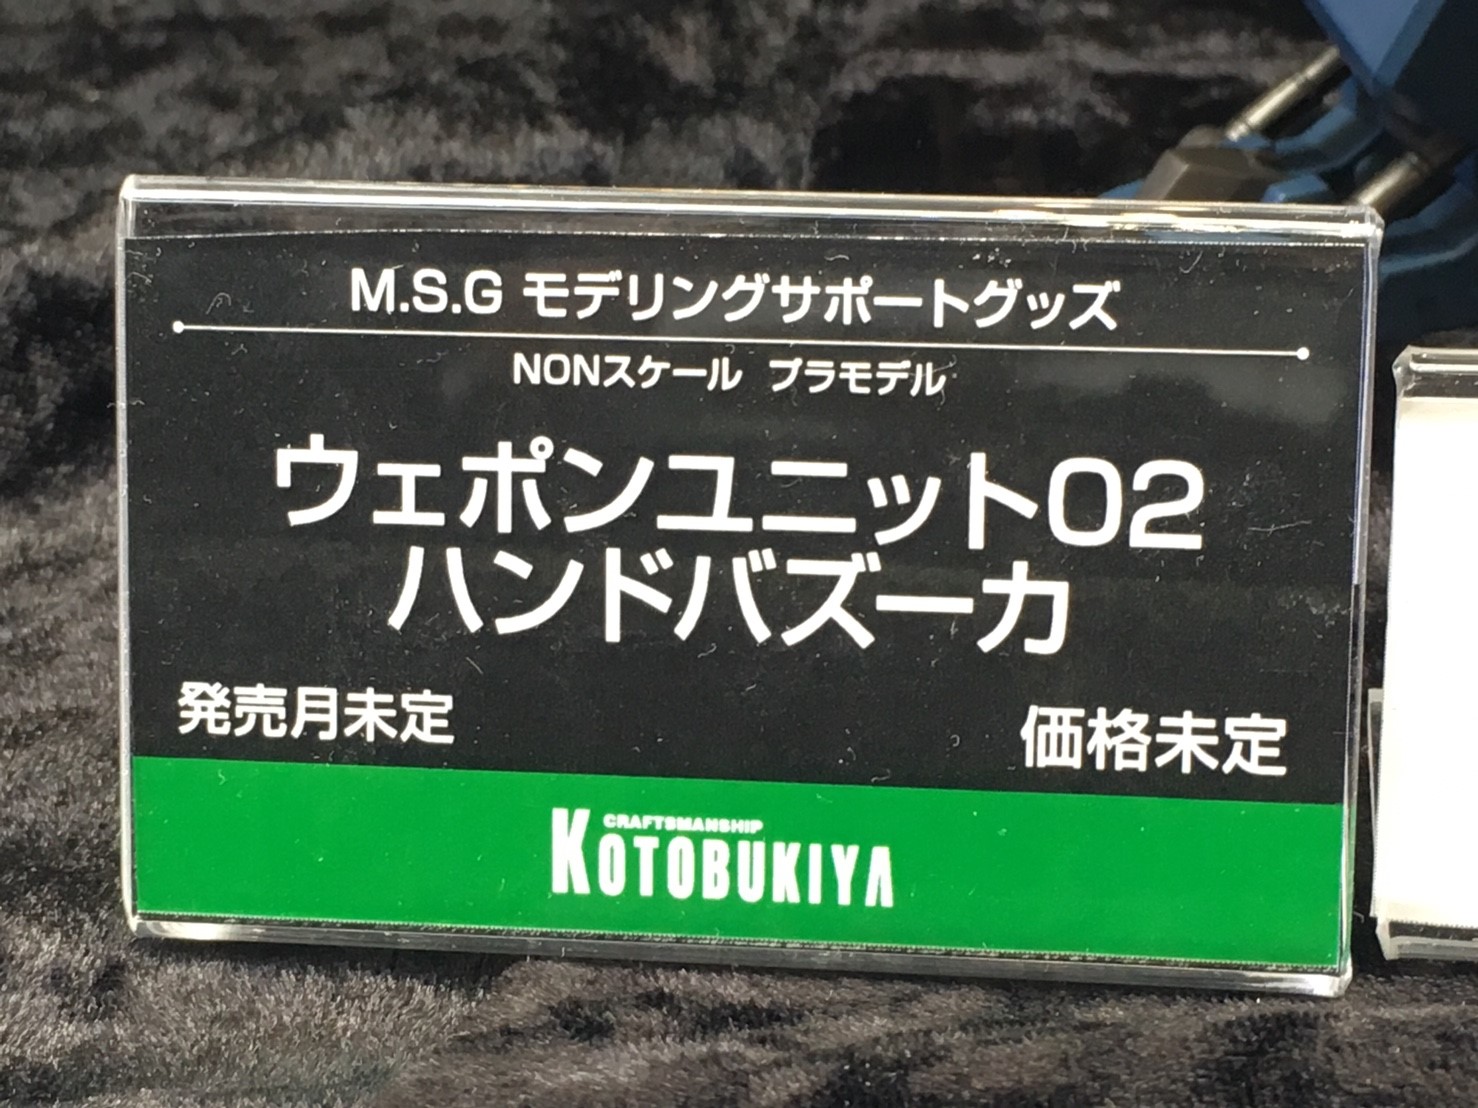 M.S.G モデリングサポートグッズ
NONスケール プラモデル
ウェポンユニット02
ハンドバズーカ
発売月未定 価格未定
CRAFTSMANSHIP
KOTOBUKIYA